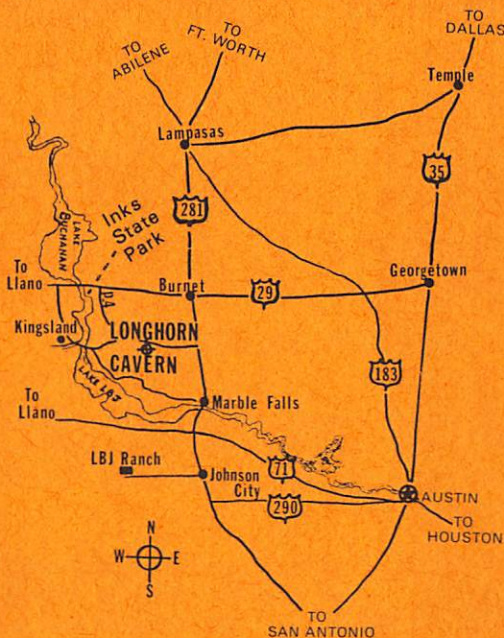 TO
DALLAS
TO
FT. WORTH
TO
ABILENE
Temple
Lampasas
35
281
Inks
State
Park
LAKE
BUCHANAN
To
Llano
Burnet
29
Georgetown
P.A.
Kingsland
LONGHORN
CAVERN
LAKE LBJ
183
To
Llano
Marble Falls
LBJ Ranch
71
Johnson
City
290
AUSTIN
TO
HOUSTON
N
W E
S
TO
SAN ANTONIO